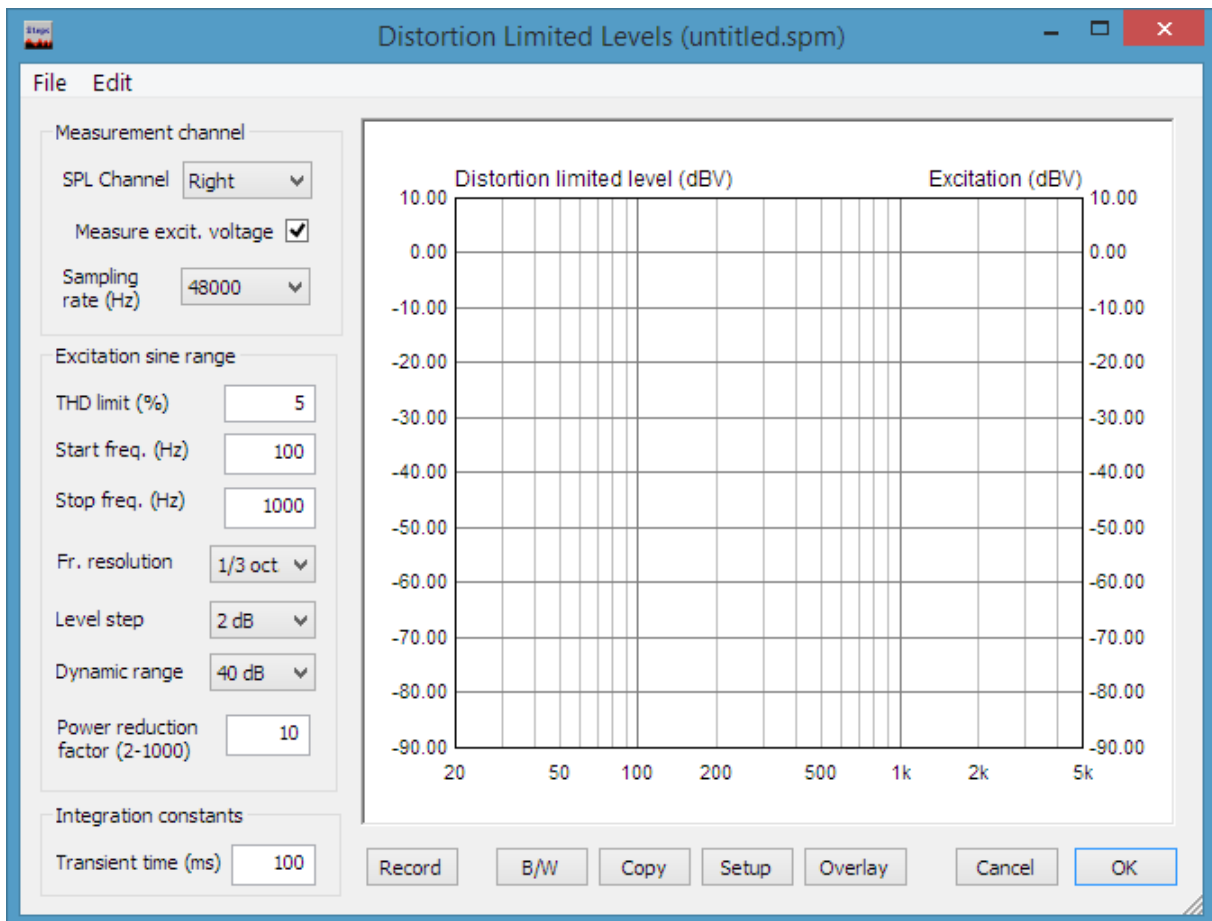 Steps
Distortion Limited Levels (untitled.spm)
File Edit
Measurement channel
SPL Channel Right
Measure excit. voltage
Sampling
rate (Hz) 48000
Excitation sine range
THD limit (%) 5
Start freq. (Hz) 100
Stop freq. (Hz) 1000
Fr. resolution 1/3 oct
Level step 2 dB
Dynamic range 40 dB
Power reduction
factor (2-1000) 10
Integration constants
Transient time (ms) 100
Distortion limited level (dBV) Excitation (dBV)
10.00 10.00
0.00 0.00
-10.00 -10.00
-20.00 -20.00
-30.00 -30.00
-40.00 -40.00
-50.00 -50.00
-60.00 -60.00
-70.00 -70.00
-80.00 -80.00
-90.00 -90.00
20 50 100 200 500 1k 2k 5k
Record B/W Copy Setup Overlay Cancel OK